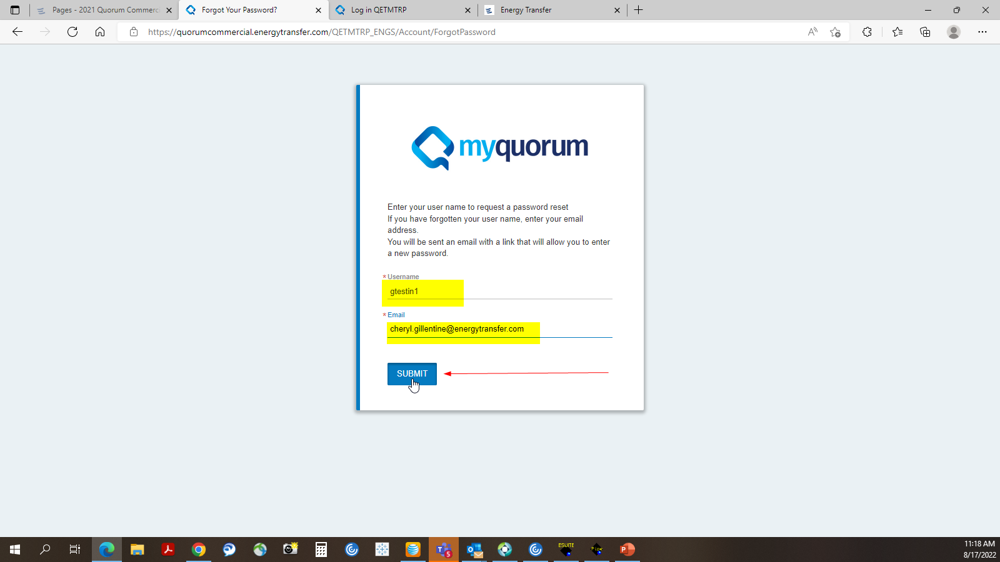 Pages - 2021 Quorum Commerci
Forgot Your Password?
Log in QETMTRP
Energy Transfer
https://quorumcommercial.energytransfer.com/QETMTRP_ENGS/Account/ForgotPassword
myquorum
Enter your user name to request a password reset
If you have forgotten your user name, enter your email
address.
You will be sent an email with a link that will allow you to enter
a new password.
* Username
gtestin1
* Email
cheryl.gillentine@energytransfer.com
SUBMIT
ESUITE
Pipe
11:18 AM
8/17/2022